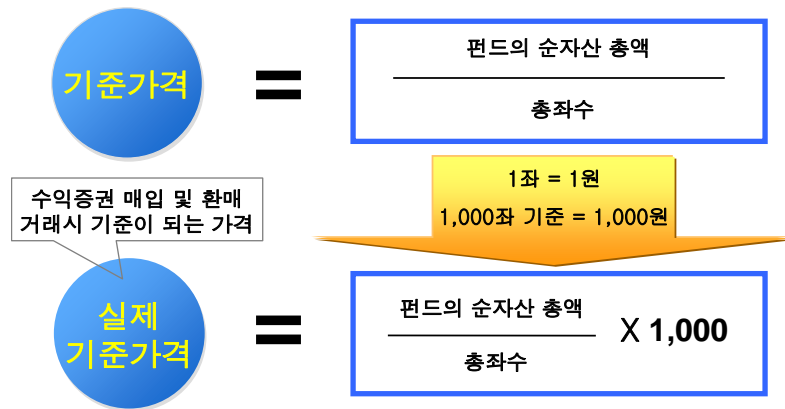 기준가격
=
펀드의 순자산 총액
총좌수
1좌 = 1원
1,000좌 기준 = 1,000원
수익증권 매입 및 환매
거래시 기준이 되는 가격
실제
기준가격
=
펀드의 순자산 총액
총좌수
X 1,000